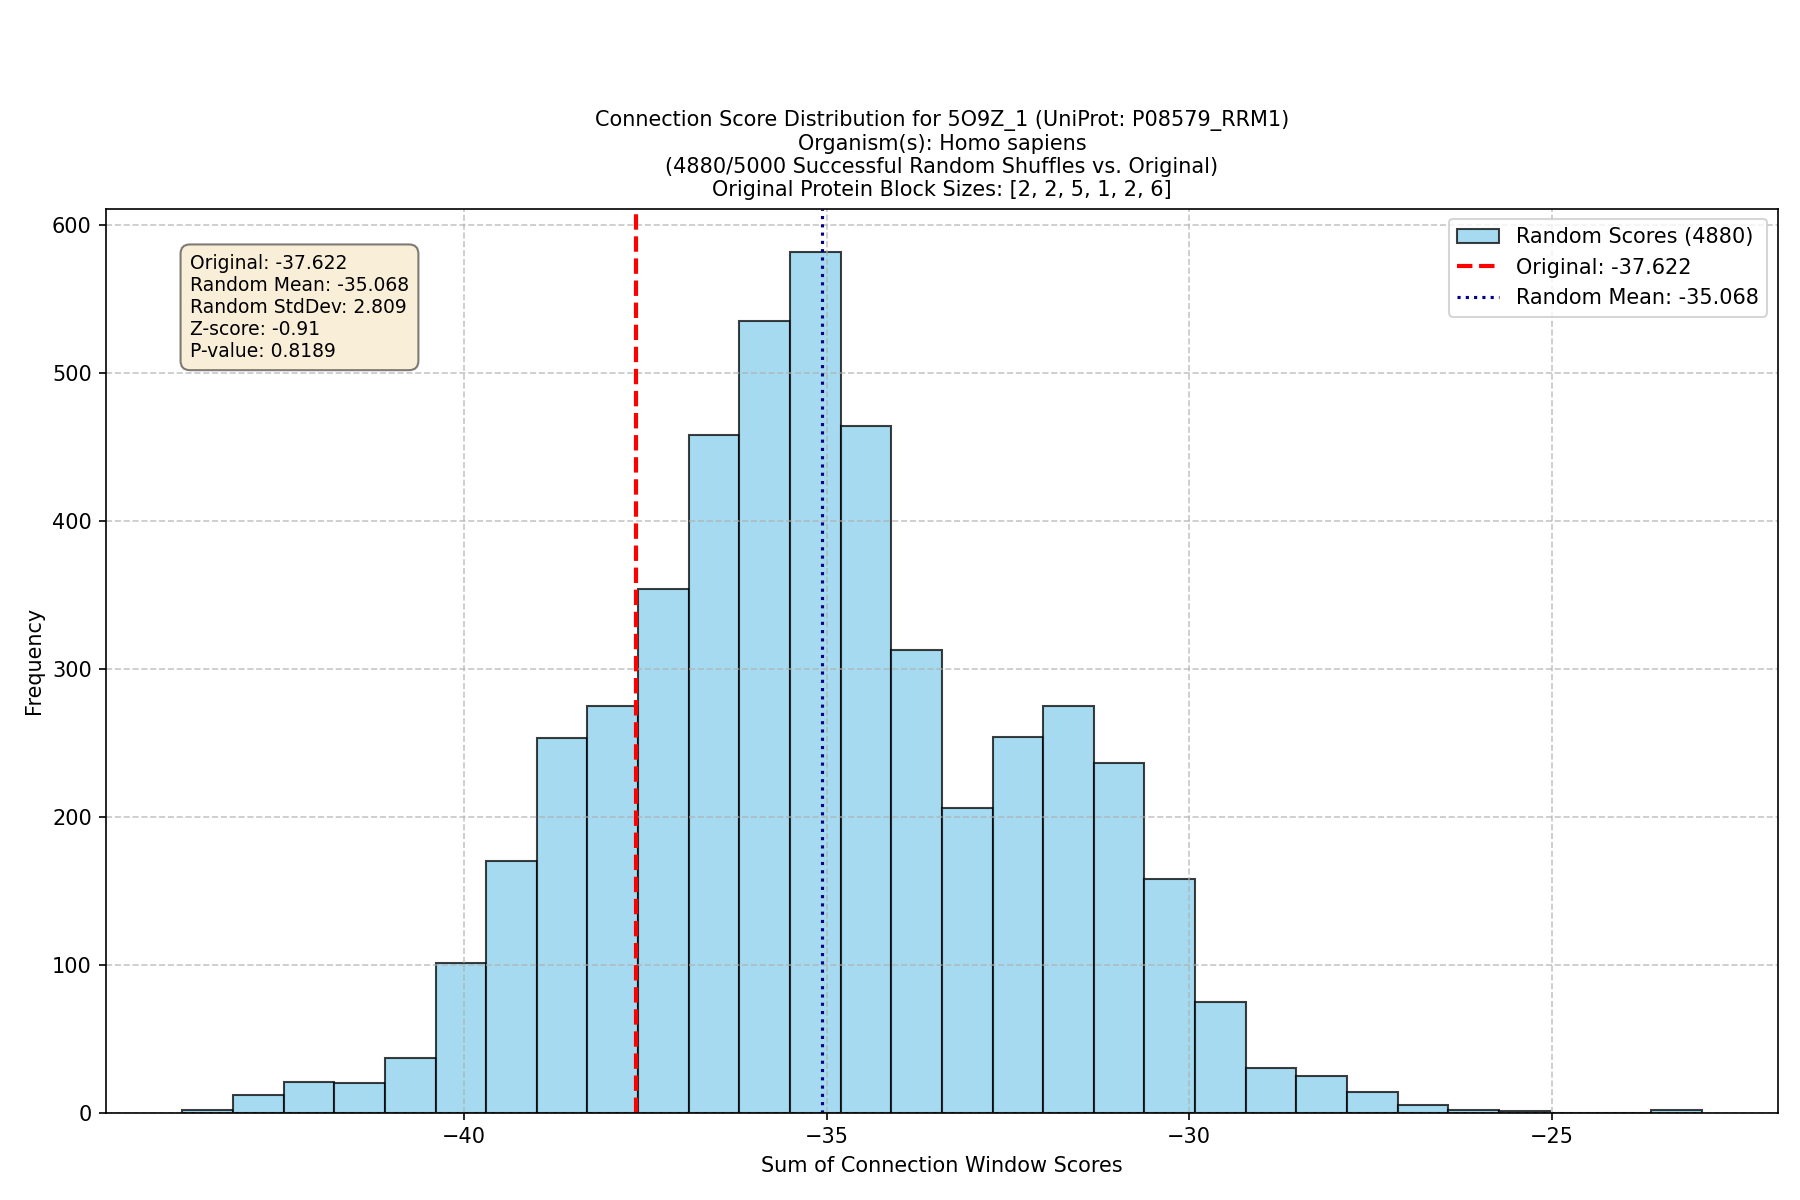 Connection Score Distribution for 5O9Z_1 (UniProt: P08579_RRM1)
Organism(s): Homo sapiens
(4880/5000 Successful Random Shuffles vs. Original)
Original Protein Block Sizes: [2, 2, 5, 1, 2, 6]
Original: -37.622
Random Mean: -35.068
Random StdDev: 2.809
Z-score: -0.91
P-value: 0.8189
Random Scores (4880)
Original: -37.622
Random Mean: -35.068
Frequency
600
500
400
300
200
100
0
−40
−35
−30
−25
Sum of Connection Window Scores